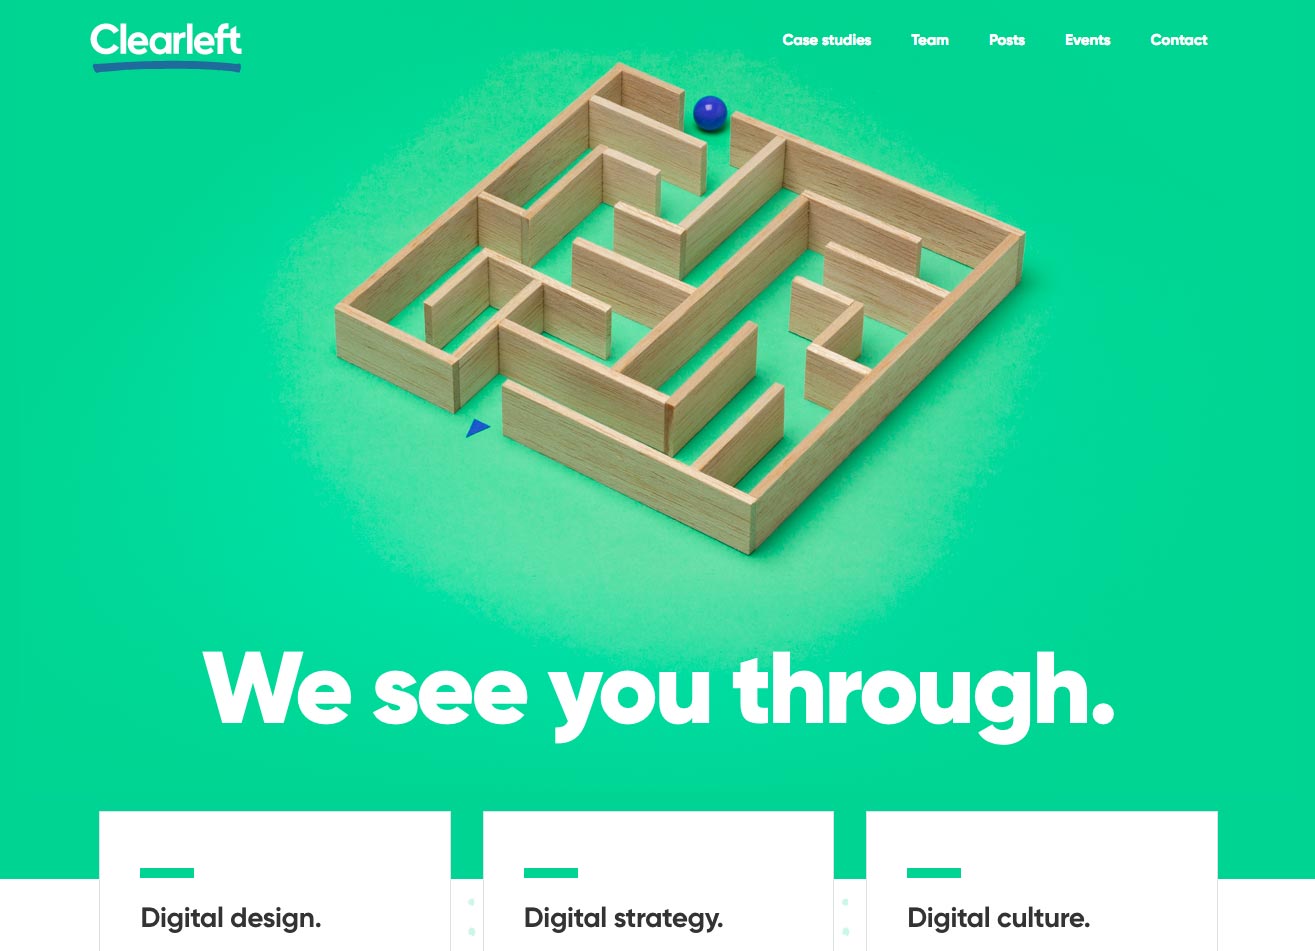 Clearleft
Case studies
Team
Posts
Events
Contact
We see you through.
Digital design.
Digital strategy.
Digital culture.